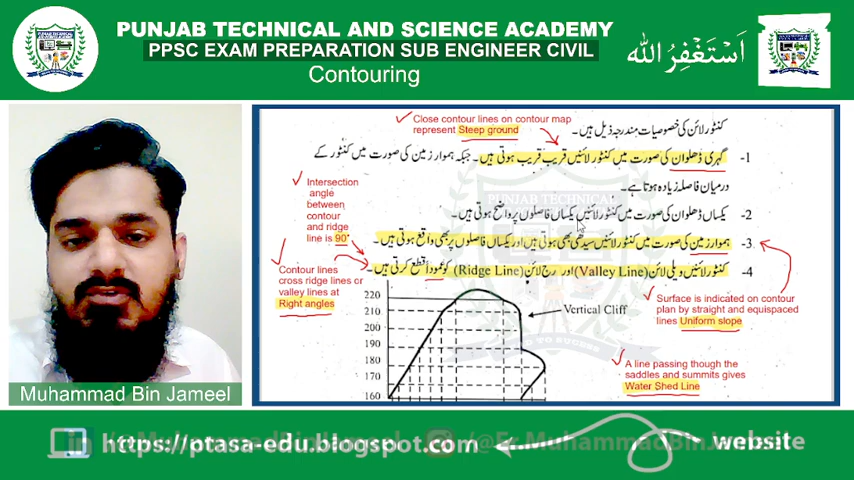 PUNJAB TECHNICAL AND SCIENCE ACADEMY
PPSC EXAM PREPARATION SUB ENGINEER CIVIL
Contouring
اَسْتَغْفِرُ اللّٰه
Close contour lines on contour map
represent Steep ground
کنٹور لائن کی خصوصیات مندرجہ ذیل ہیں۔
1- گہری ڈھلوان کی صورت میں کنٹور لائنیں قریب قریب ہوتی ہیں۔ جبکہ ہموار زمین کی صورت میں کنٹور کے
درمیان فاصلہ زیادہ ہوتا ہے۔
2- یکساں ڈھلوان کی صورت میں کنٹور لائنیں یکساں فاصلوں پر واضح ہوتی ہیں۔
3- ہموار زمین کی صورت میں کنٹور لائنیں سیدھی بھی ہوتی ہیں اور یکساں فاصلوں پر بھی واقع ہوتی ہیں۔
4- کنٹور لائنیں ویلی لائن (Valley Line) اور رج لائن (Ridge Line) کو عموداً قطع کرتی ہیں۔
Intersection
angle
between
contour
and ridge
line is 90°
Contour lines
cross ridge lines or
valley lines at
Right angles
220
210
200
190
180
170
160
Vertical Cliff
Surface is indicated on contour
plan by straight and equispaced
lines Uniform slope
A line passing though the
saddles and summits gives
Water Shed Line
Muhammad Bin Jameel
https://ptasa-edu.blogspot.com
website